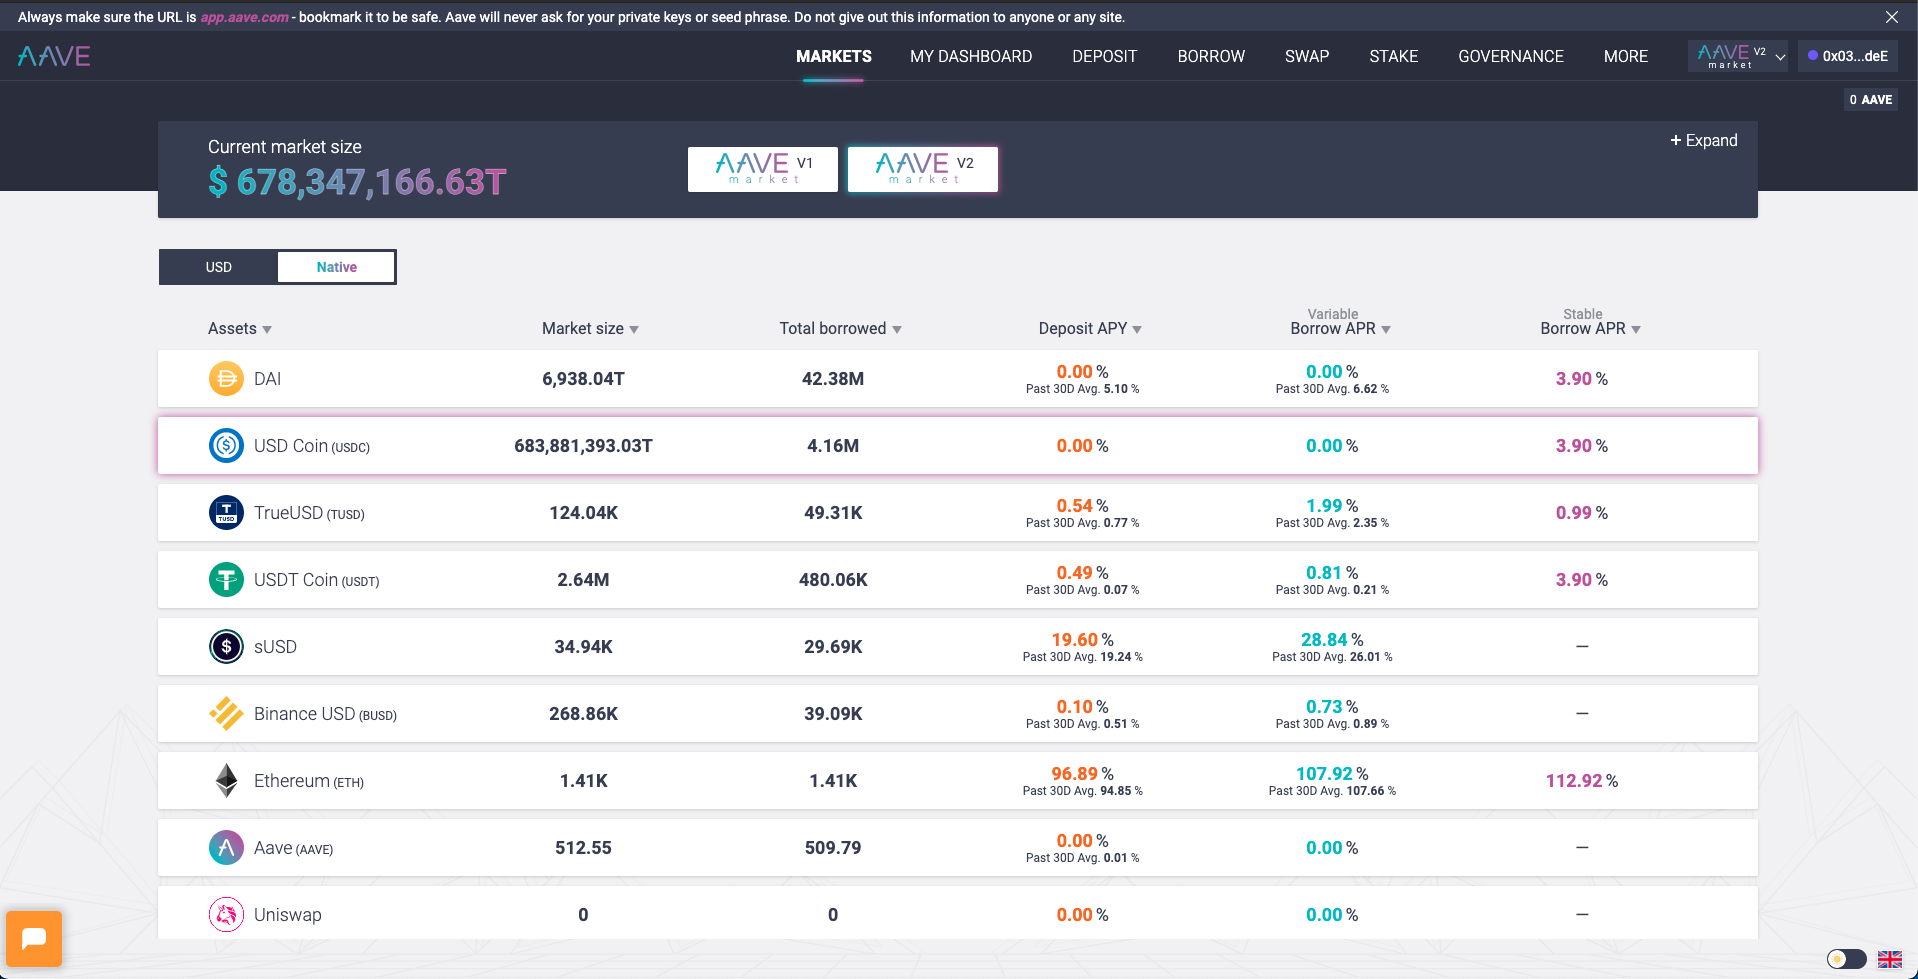 Always make sure the URL is app.aave.com - bookmark it to be safe. Aave will never ask for your private keys or seed phrase. Do not give out this information to anyone or any site.
AAVE MARKETS MY DASHBOARD DEPOSIT BORROW SWAP STAKE GOVERNANCE MORE AAVE V2 market 0x03...deE
0 AAVE
Current market size
$ 678,347,166.63T
AAVE V1 market
AAVE V2 market
+ Expand
USD Native
Assets Market size Total borrowed Deposit APY Variable Borrow APR Stable Borrow APR
DAI 6,938.04T 42.38M 0.00 % 0.00 % 3.90 %
Past 30D Avg. 5.10 % Past 30D Avg. 6.62 %
USD Coin (USDC) 683,881,393.03T 4.16M 0.00 % 0.00 % 3.90 %
TrueUSD (TUSD) 124.04K 49.31K 0.54 % 1.99 % 0.99 %
Past 30D Avg. 0.77 % Past 30D Avg. 2.35 %
USDT Coin (USDT) 2.64M 480.06K 0.49 % 0.81 % 3.90 %
Past 30D Avg. 0.07 % Past 30D Avg. 0.21 %
sUSD 34.94K 29.69K 19.60 % 28.84 % —
Past 30D Avg. 19.24 % Past 30D Avg. 26.01 %
Binance USD (BUSD) 268.86K 39.09K 0.10 % 0.73 % —
Past 30D Avg. 0.51 % Past 30D Avg. 0.89 %
Ethereum (ETH) 1.41K 1.41K 96.89 % 107.92 % 112.92 %
Past 30D Avg. 94.85 % Past 30D Avg. 107.66 %
Aave (AAVE) 512.55 509.79 0.00 % 0.00 % —
Past 30D Avg. 0.01 %
Uniswap 0 0 0.00 % 0.00 % —